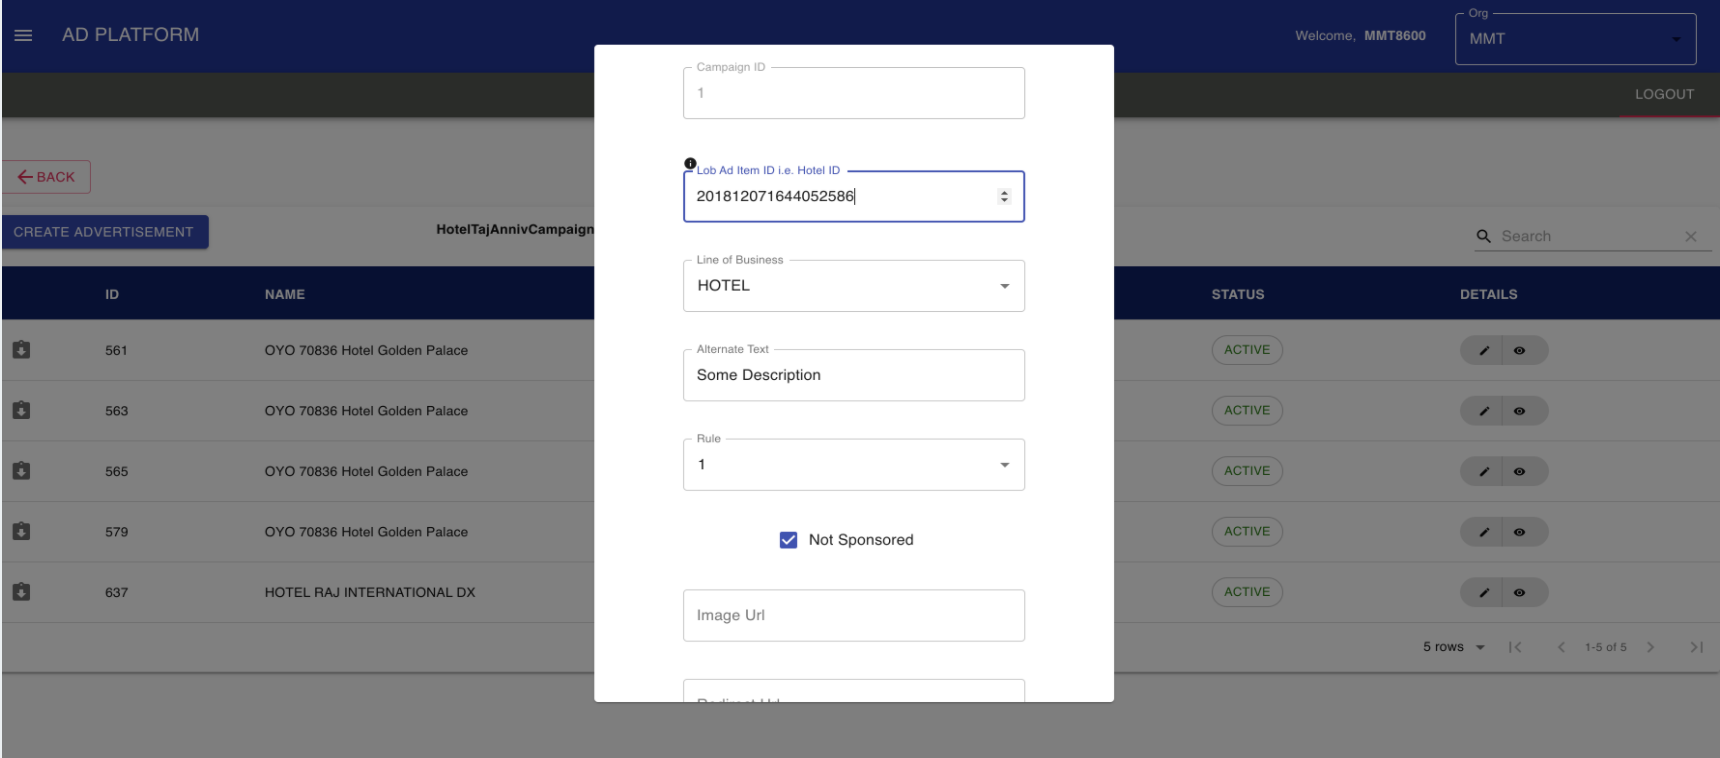 AD PLATFORM
Welcome, MMT8600
Org
MMT
LOGOUT
BACK
CREATE ADVERTISEMENT
HotelTajAnnivCampaign
Search
ID NAME STATUS DETAILS
561 OYO 70836 Hotel Golden Palace ACTIVE
563 OYO 70836 Hotel Golden Palace ACTIVE
565 OYO 70836 Hotel Golden Palace ACTIVE
579 OYO 70836 Hotel Golden Palace ACTIVE
637 HOTEL RAJ INTERNATIONAL DX ACTIVE
5 rows 1-5 of 5
Campaign ID
1
Lob Ad Item ID i.e. Hotel ID
201812071644052586
Line of Business
HOTEL
Alternate Text
Some Description
Rule
1
Not Sponsored
Image Url